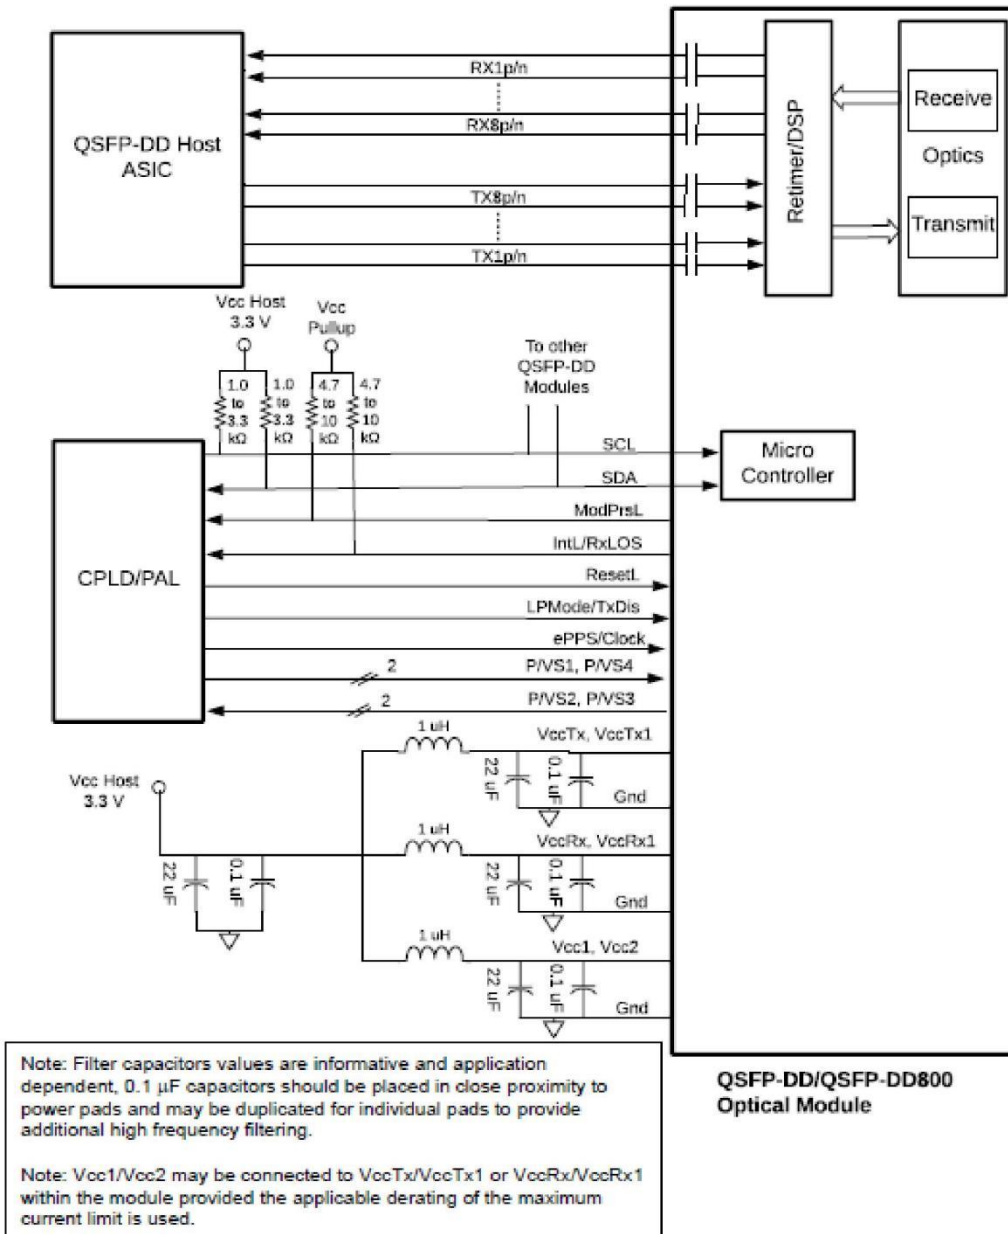 RX1p/n
RX8p/n
TX8p/n
TX1p/n
QSFP-DD Host
ASIC
Retimer/DSP
Receive
Optics
Transmit
Vcc Host
3.3 V
Vcc
Pullup
1.0
to
3.3
kΩ
1.0
to
3.3
kΩ
4.7
to
10
kΩ
4.7
to
10
kΩ
To other
QSFP-DD
Modules
SCL
SDA
ModPrsL
IntL/RxLOS
ResetL
LPMode/TxDis
ePPS/Clock
2
P/VS1, P/VS4
2
P/VS2, P/VS3
Micro
Controller
CPLD/PAL
Vcc Host
3.3 V
22 uF
0.1 uF
1 uH
VccTx, VccTx1
22 uF
0.1 uF
Gnd
1 uH
VccRx, VccRx1
22 uF
0.1 uF
Gnd
1 uH
Vcc1, Vcc2
22 uF
0.1 uF
Gnd
Note: Filter capacitors values are informative and application
dependent, 0.1 μF capacitors should be placed in close proximity to
power pads and may be duplicated for individual pads to provide
additional high frequency filtering.
Note: Vcc1/Vcc2 may be connected to VccTx/VccTx1 or VccRx/VccRx1
within the module provided the applicable derating of the maximum
current limit is used.
QSFP-DD/QSFP-DD800
Optical Module